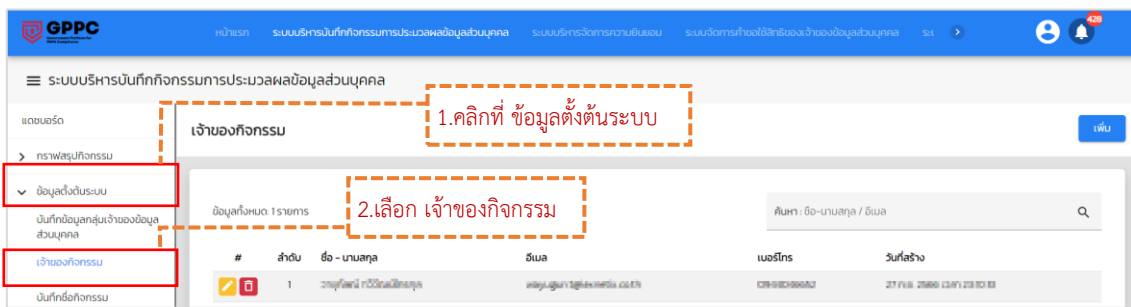 GPPC
Government Platform for
PDPA Compliance
หน้าแรก ระบบบริหารบันทึกกิจกรรมการประมวลผลข้อมูลส่วนบุคคล ระบบบริหารจัดการความยินยอม ระบบจัดการคำขอใช้สิทธิของเจ้าของข้อมูลส่วนบุคคล ระเ 428
ระบบบริหารบันทึกกิจกรรมการประมวลผลข้อมูลส่วนบุคคล
แดชบอร์ด
กราฟสรุปกิจกรรม
ข้อมูลตั้งต้นระบบ
บันทึกข้อมูลกลุ่มเจ้าของข้อมูล
ส่วนบุคคล
เจ้าของกิจกรรม
บันทึกชื่อกิจกรรม
1.คลิกที่ ข้อมูลตั้งต้นระบบ
เจ้าของกิจกรรม
เพิ่ม
2.เลือก เจ้าของกิจกรรม
ข้อมูลทั้งหมด 1 รายการ
ค้นหา : ชื่อ-นามสกุล / อีเมล
# ลำดับ ชื่อ - นามสกุล อีเมล เบอร์โทร วันที่สร้าง
1